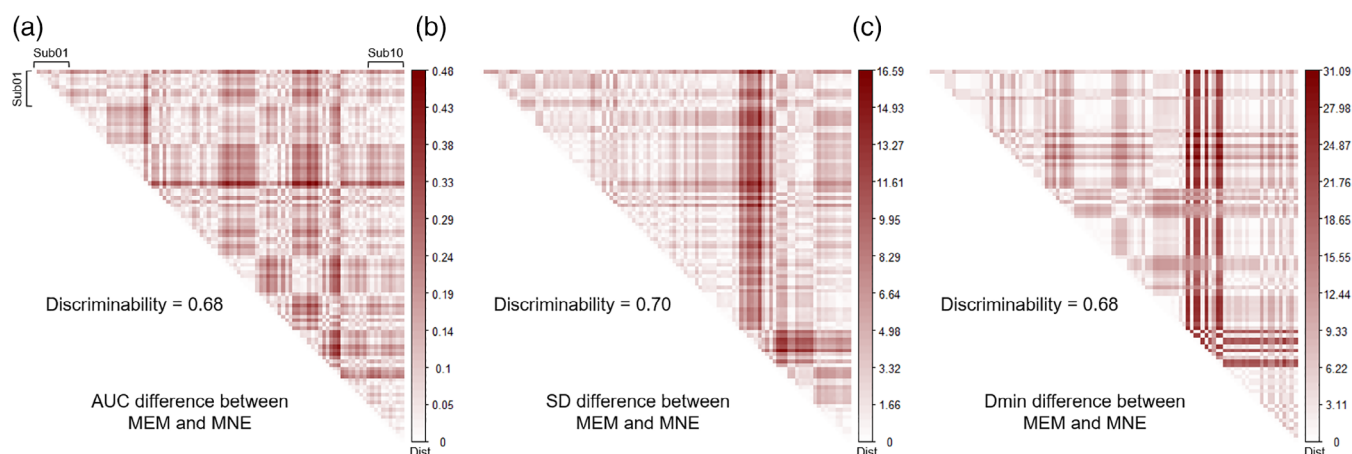 (a)
Sub01
Sub10
Sub01
0.48
0.43
0.38
0.33
0.29
0.24
0.19
0.14
0.1
0.05
0
Dist.
Discriminability = 0.68
AUC difference between
MEM and MNE
(b)
16.59
14.93
13.27
11.61
9.95
8.29
6.64
4.98
3.32
1.66
0
Dist.
Discriminability = 0.70
SD difference between
MEM and MNE
(c)
31.09
27.98
24.87
21.76
18.65
15.55
12.44
9.33
6.22
3.11
0
Dist.
Discriminability = 0.68
Dmin difference between
MEM and MNE